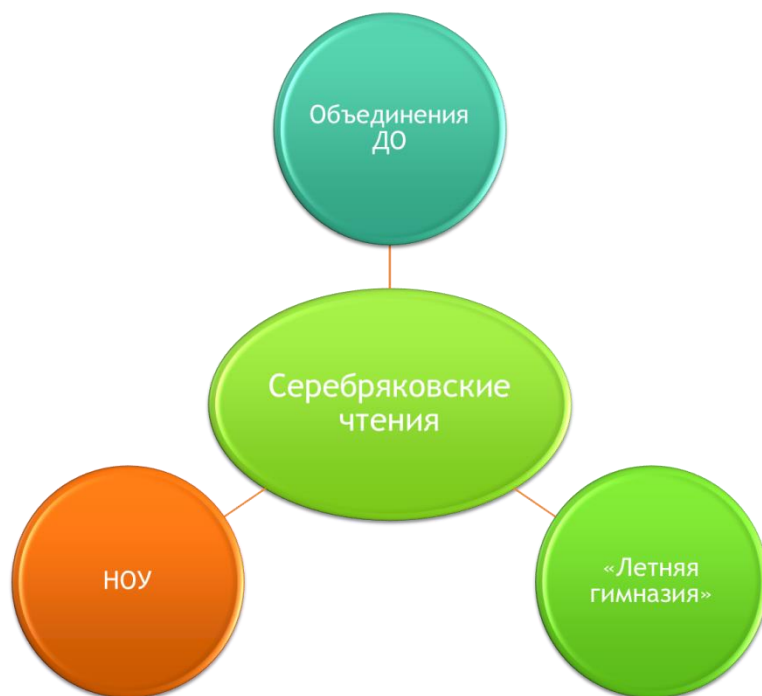 Объединения
ДО
Серебряковские
чтения
НОУ
«Летняя
гимназия»